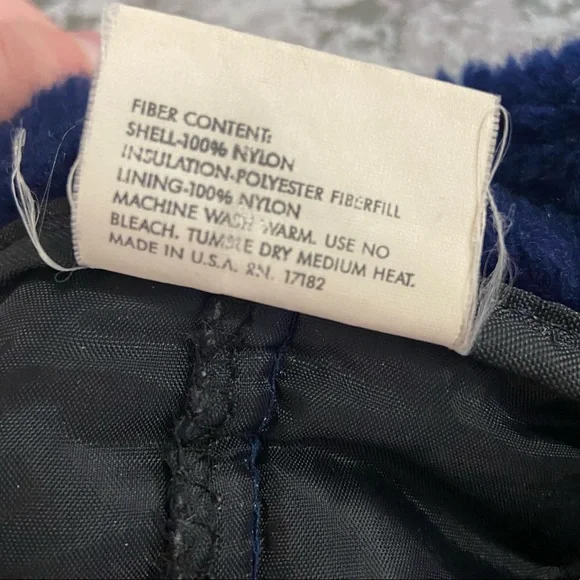 FIBER CONTENT:
SHELL-100% NYLON
INSULATION-POLYESTER FIBERFILL
LINING-100% NYLON
MACHINE WASH WARM. USE NO
BLEACH. TUMBLE DRY MEDIUM HEAT.
MADE IN U.S.A. RN. 17182